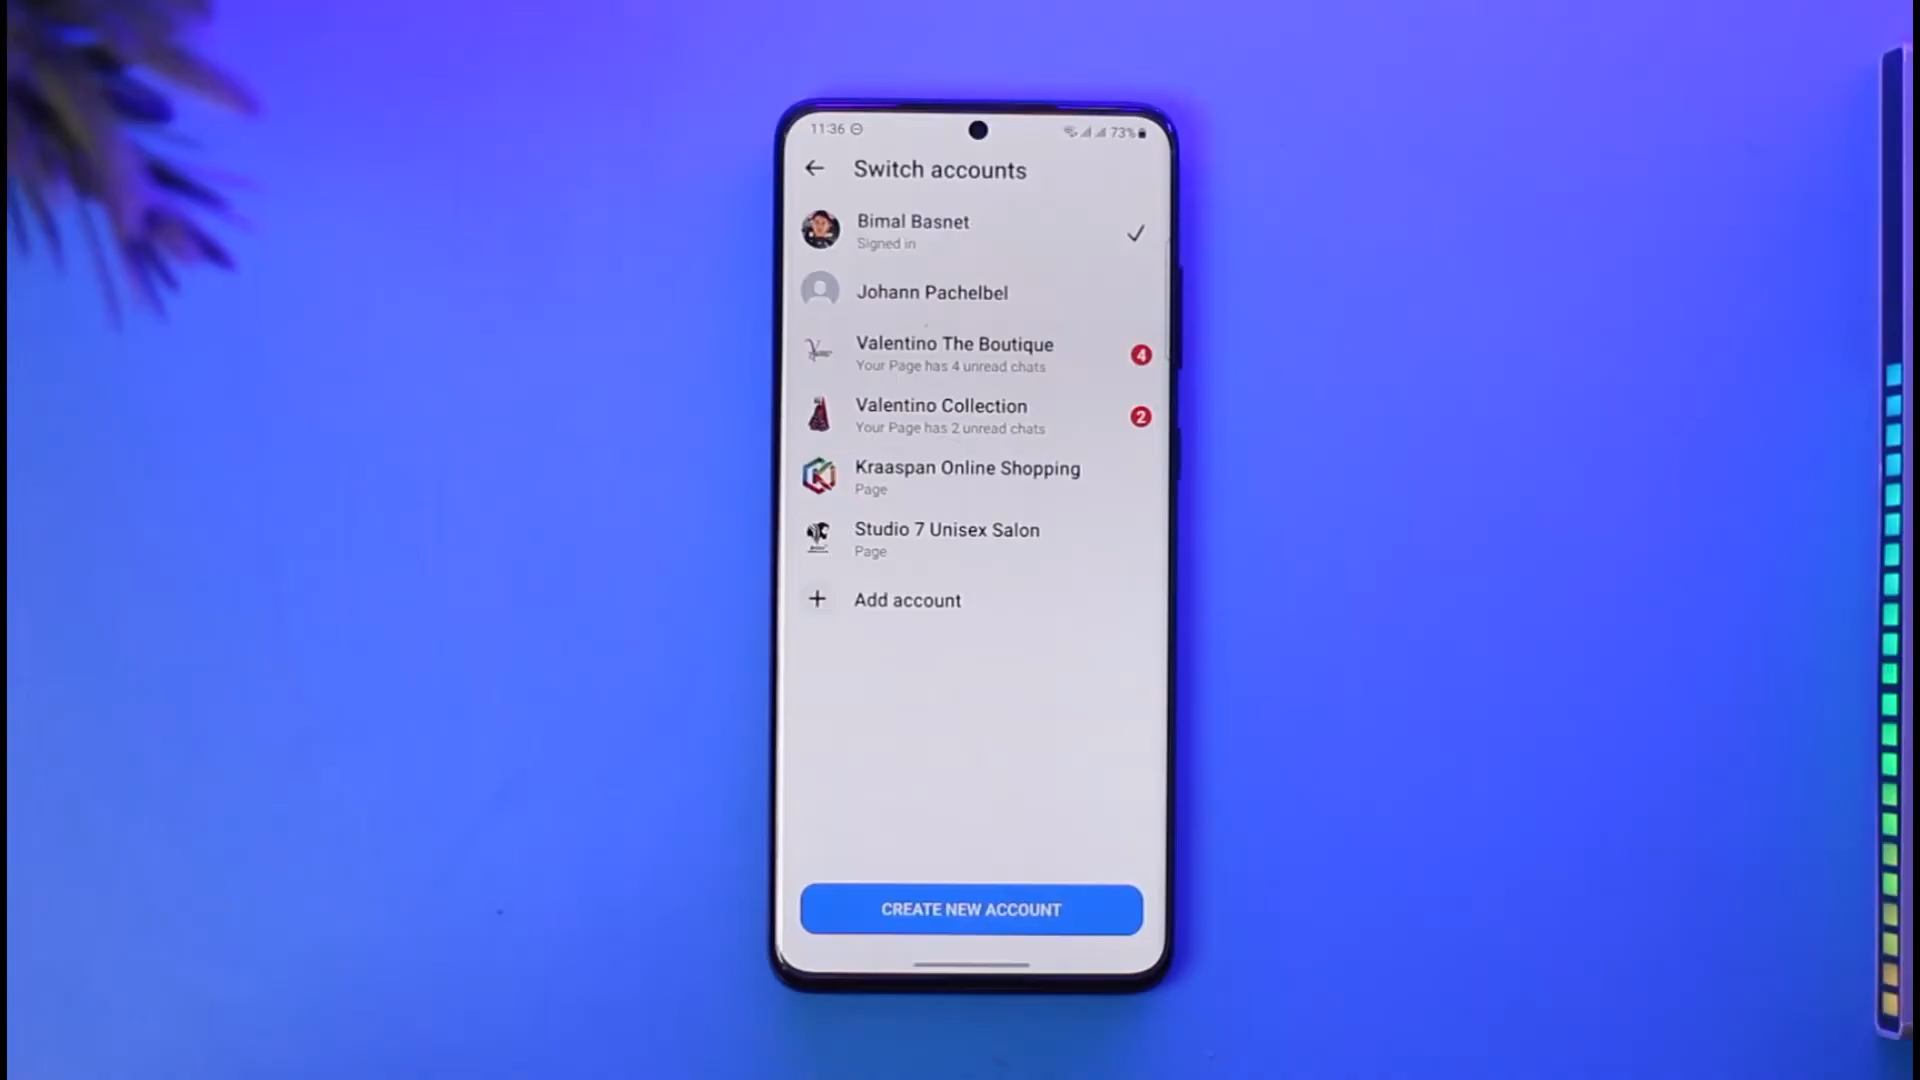 11:36
73%
Switch accounts
Bimal Basnet
Signed in
Johann Pachelbel
Valentino The Boutique
Your Page has 4 unread chats
4
Valentino Collection
Your Page has 2 unread chats
2
Kraaspan Online Shopping
Page
Studio 7 Unisex Salon
Page
Add account
CREATE NEW ACCOUNT